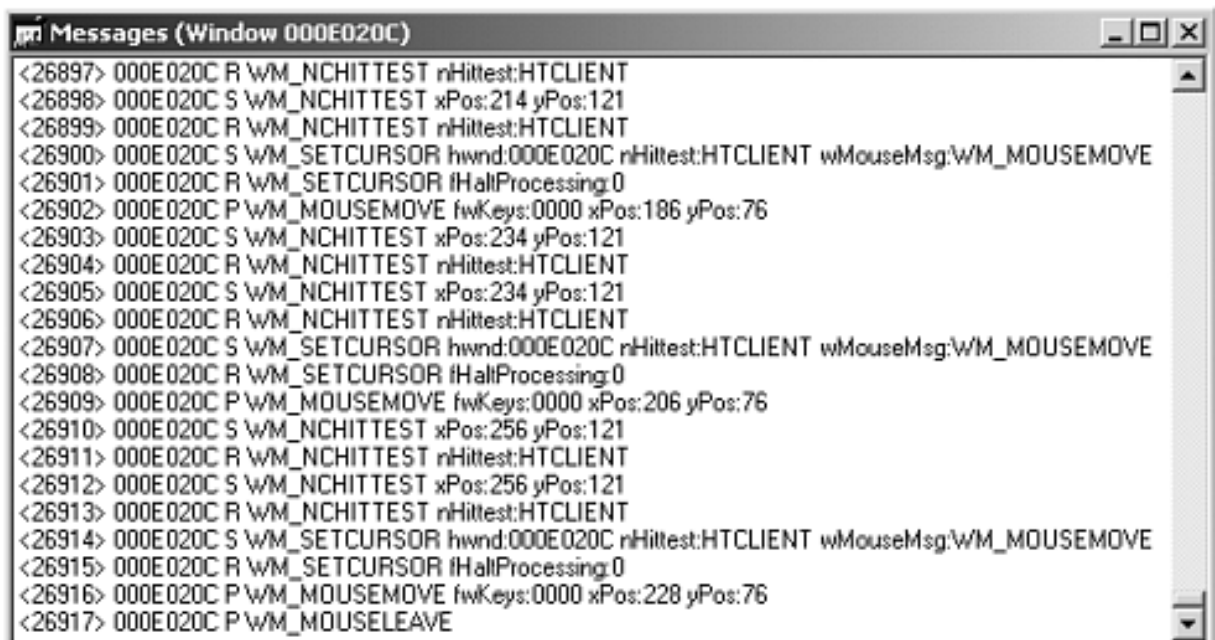 Messages (Window 000E020C)
<26897> 000E020C R WM_NCHITTEST nHittest:HTCLIENT
<26898> 000E020C S WM_NCHITTEST xPos:214 yPos:121
<26899> 000E020C R WM_NCHITTEST nHittest:HTCLIENT
<26900> 000E020C S WM_SETCURSOR hwnd:000E020C nHittest:HTCLIENT wMouseMsg:WM_MOUSEMOVE
<26901> 000E020C R WM_SETCURSOR fHaltProcessing:0
<26902> 000E020C P WM_MOUSEMOVE fwKeys:0000 xPos:186 yPos:76
<26903> 000E020C S WM_NCHITTEST xPos:234 yPos:121
<26904> 000E020C R WM_NCHITTEST nHittest:HTCLIENT
<26905> 000E020C S WM_NCHITTEST xPos:234 yPos:121
<26906> 000E020C R WM_NCHITTEST nHittest:HTCLIENT
<26907> 000E020C S WM_SETCURSOR hwnd:000E020C nHittest:HTCLIENT wMouseMsg:WM_MOUSEMOVE
<26908> 000E020C R WM_SETCURSOR fHaltProcessing:0
<26909> 000E020C P WM_MOUSEMOVE fwKeys:0000 xPos:206 yPos:76
<26910> 000E020C S WM_NCHITTEST xPos:256 yPos:121
<26911> 000E020C R WM_NCHITTEST nHittest:HTCLIENT
<26912> 000E020C S WM_NCHITTEST xPos:256 yPos:121
<26913> 000E020C R WM_NCHITTEST nHittest:HTCLIENT
<26914> 000E020C S WM_SETCURSOR hwnd:000E020C nHittest:HTCLIENT wMouseMsg:WM_MOUSEMOVE
<26915> 000E020C R WM_SETCURSOR fHaltProcessing:0
<26916> 000E020C P WM_MOUSEMOVE fwKeys:0000 xPos:228 yPos:76
<26917> 000E020C P WM_MOUSELEAVE